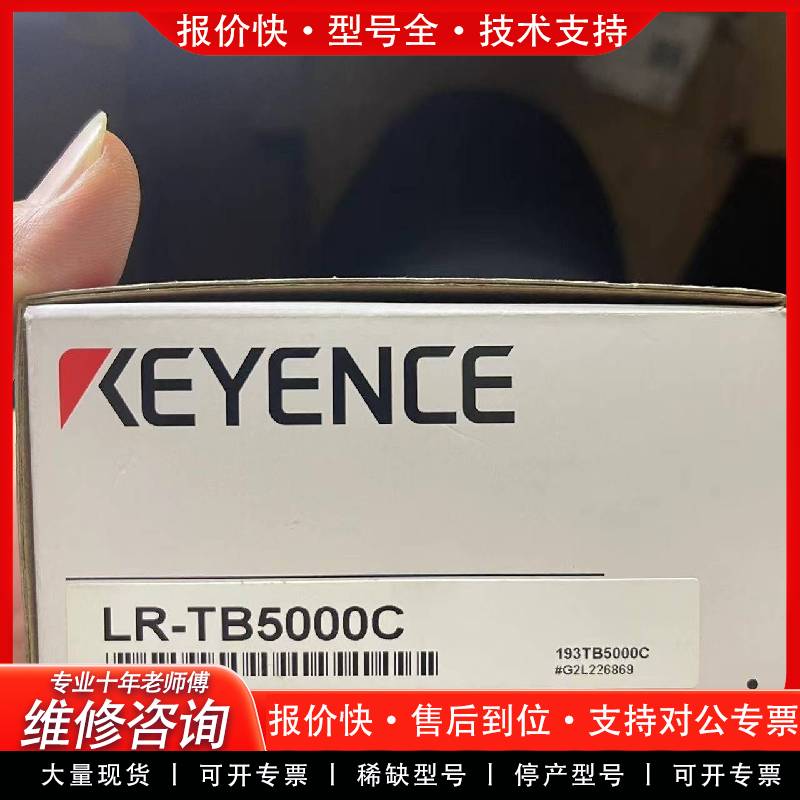 报价快·型号全·技术支持
KEYENCE
LR-TB5000C
193TB5000C
#G2L226869
专业十年老师傅
维修咨询
报价快·售后到位·支持对公专票
大量现货 | 可开专票 | 稀缺型号 | 停产型号 | 可开专票